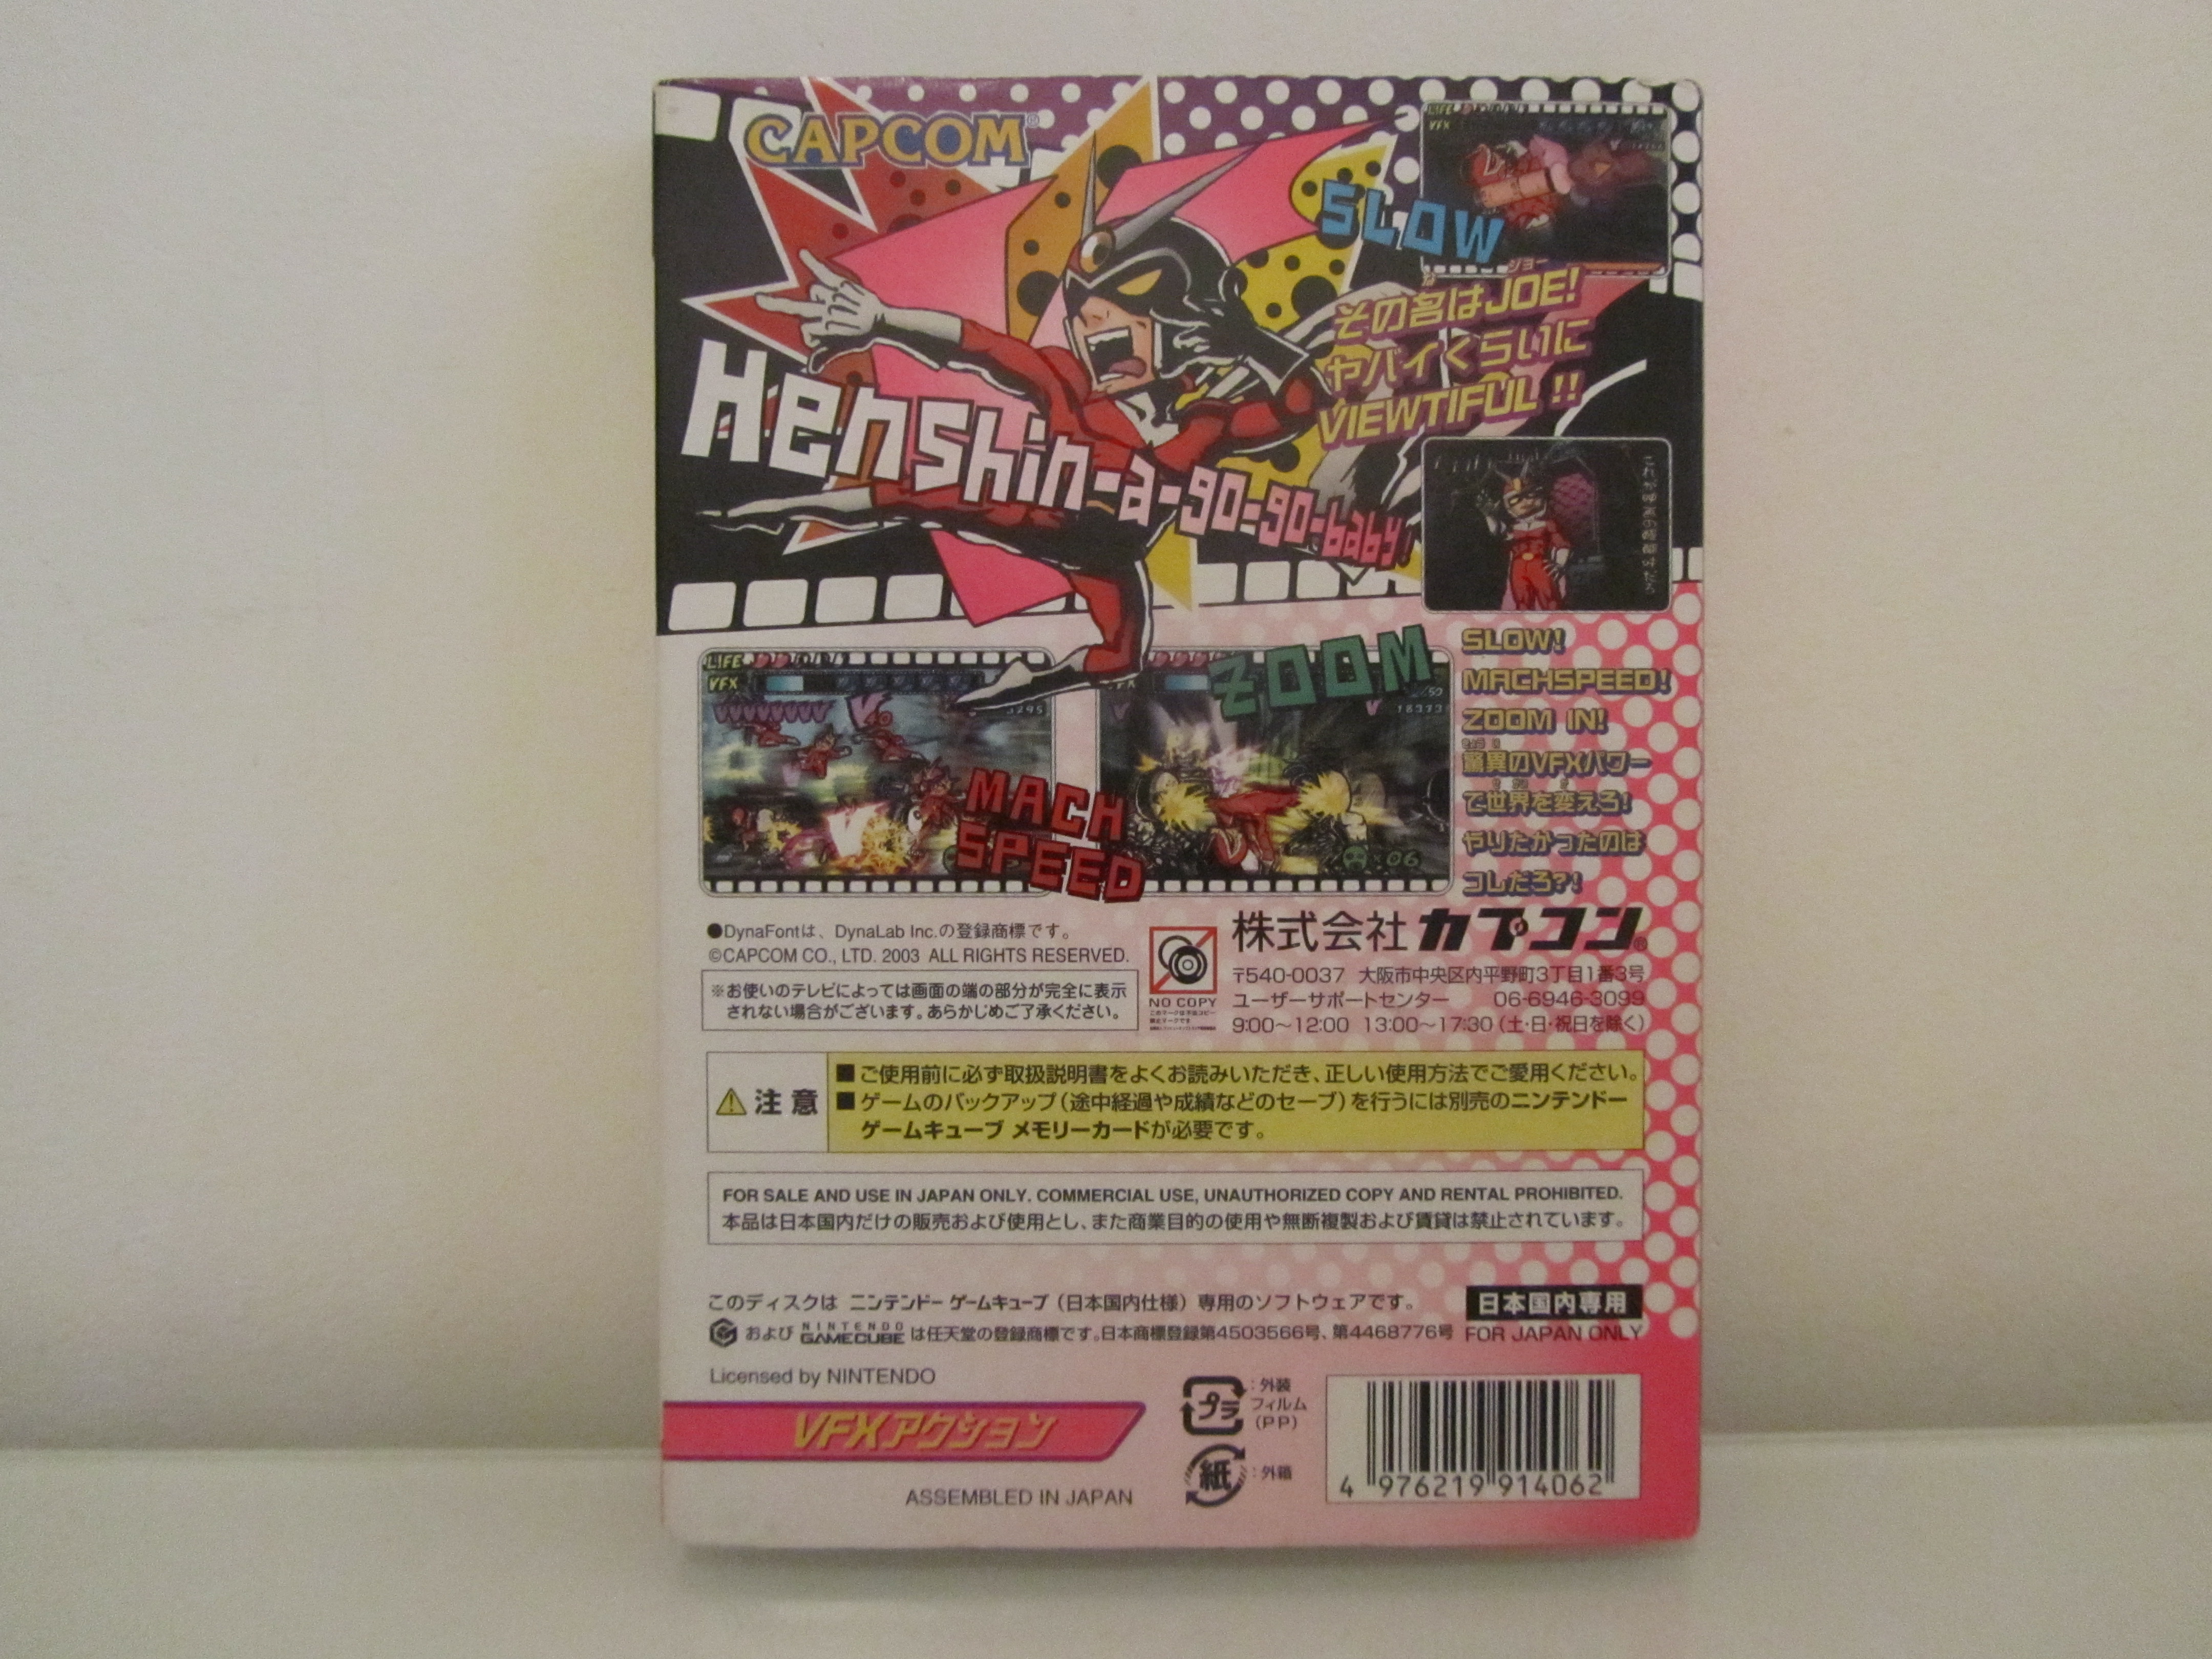 CAPCOM
SLOW
その名はJOE!
ヤバイくらいに
VIEWTIFUL!!
Henshin-a-go-go-baby!
LIFE
VFX
MACH
SPEED
ZOOM
×06
SLOW!
MACHSPEED!
ZOOM IN!
驚異のVFXパワー
で世界を変えろ!
やりたかったのは
コレだろ?!
●DynaFontは、DynaLab Inc.の登録商標です。
©CAPCOM CO., LTD. 2003 ALL RIGHTS RESERVED.
※お使いのテレビによっては画面の端の部分が完全に表示
されない場合がございます。あらかじめご了承ください。
NO COPY
株式会社カプコン®
〒540-0037 大阪市中央区内平野町3丁目1番3号
ユーザーサポートセンター 06-6946-3099
9:00～12:00 13:00～17:30(土・日・祝日を除く)
注意
■ご使用前に必ず取扱説明書をよくお読みいただき、正しい使用方法でご愛用ください。
■ゲームのバックアップ(途中経過や成績などのセーブ)を行うには別売のニンテンドー
ゲームキューブ メモリーカードが必要です。
FOR SALE AND USE IN JAPAN ONLY. COMMERCIAL USE, UNAUTHORIZED COPY AND RENTAL PROHIBITED.
本品は日本国内だけの販売および使用とし、また商業目的の使用や無断複製および賃貸は禁止されています。
このディスクは ニンテンドー ゲームキューブ(日本国内仕様)専用のソフトウェアです。
および NINTENDO GAMECUBE は任天堂の登録商標です。日本商標登録第4503566号、第4468776号
日本国内専用
FOR JAPAN ONLY
Licensed by NINTENDO
VFXアクション
ASSEMBLED IN JAPAN
プラ :外装
フィルム
(PP)
紙 :外箱
4 976219 914062